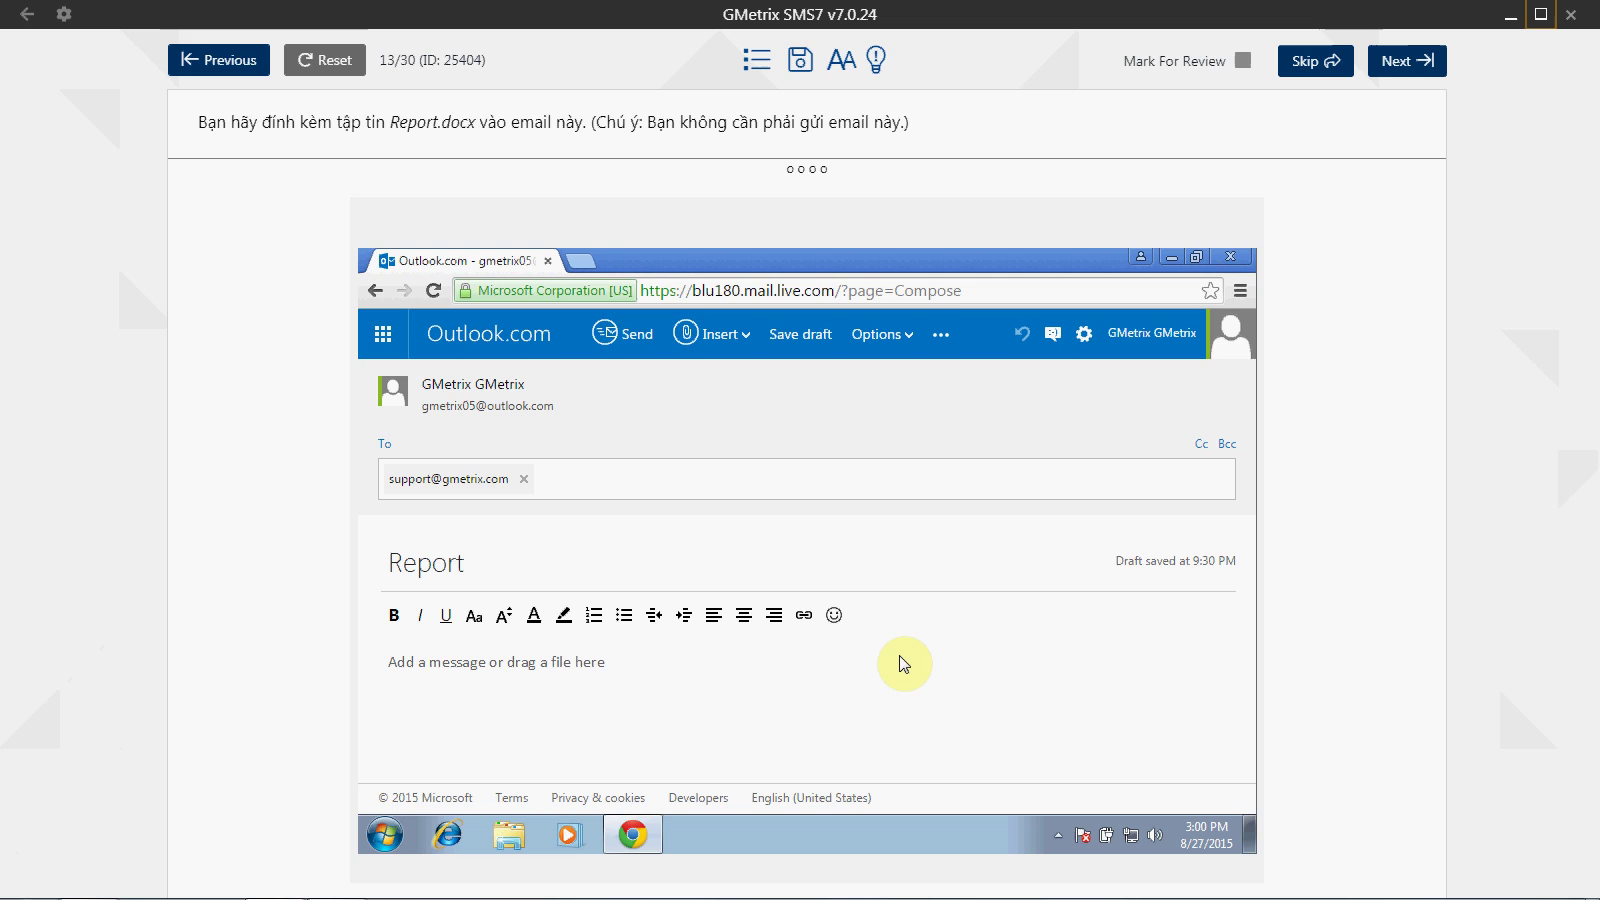 GMetrix SMS7 v7.0.24
Previous Reset 13/30 (ID: 25404) AA Mark For Review Skip Next
Bạn hãy đính kèm tập tin Report.docx vào email này. (Chú ý: Bạn không cần phải gửi email này.)
Outlook.com - gmetrix05
Microsoft Corporation [US] https://blu180.mail.live.com/?page=Compose
Outlook.com Send Insert Save draft Options ••• GMetrix GMetrix
GMetrix GMetrix
gmetrix05@outlook.com
To Cc Bcc
support@gmetrix.com
Report Draft saved at 9:30 PM
B I U Aa A A
Add a message or drag a file here
© 2015 Microsoft Terms Privacy & cookies Developers English (United States)
3:00 PM
8/27/2015